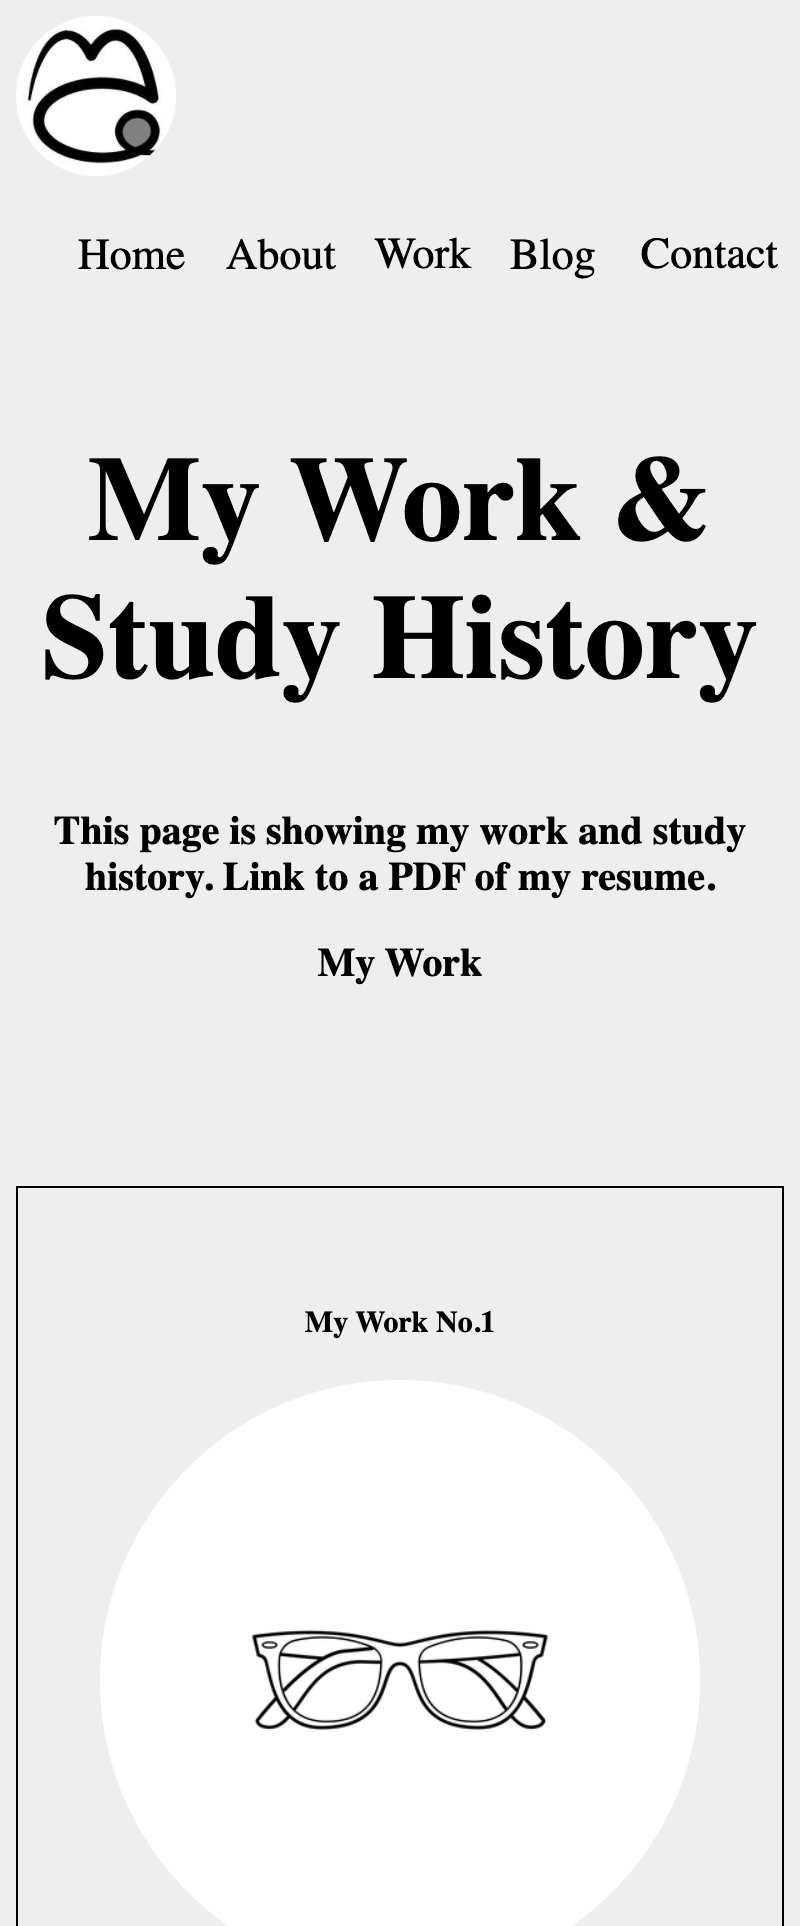 Home About Work Blog Contact
My Work &
Study History
This page is showing my work and study
history. Link to a PDF of my resume.
My Work
My Work No.1